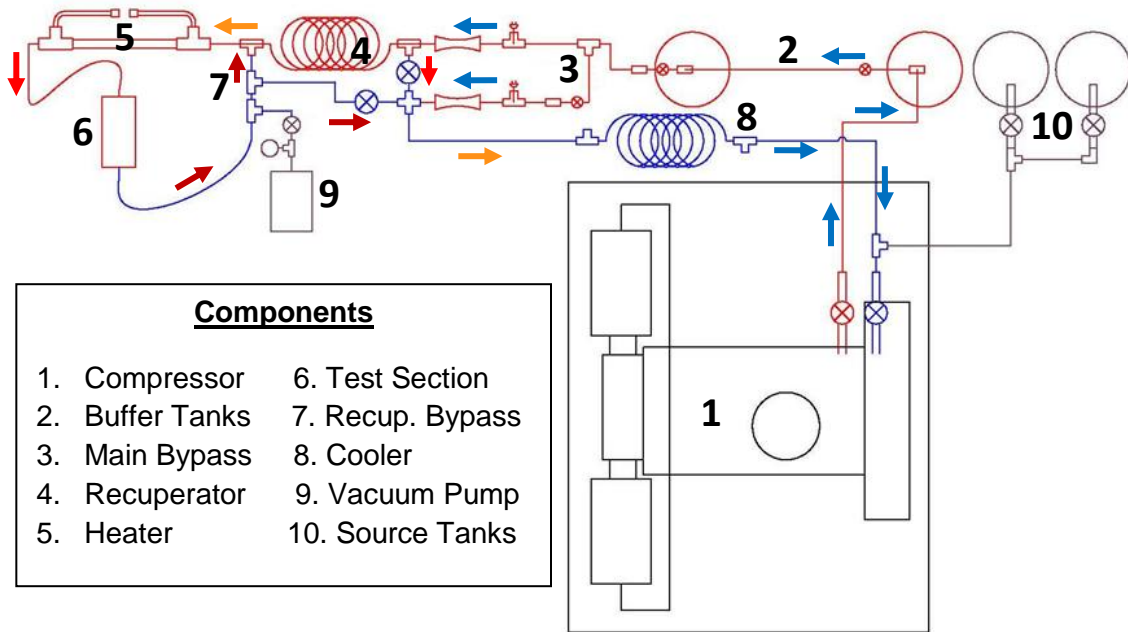 5
4
3
2
7
10
6
9
8
1
Components
1. Compressor 6. Test Section
2. Buffer Tanks 7. Recup. Bypass
3. Main Bypass 8. Cooler
4. Recuperator 9. Vacuum Pump
5. Heater 10. Source Tanks